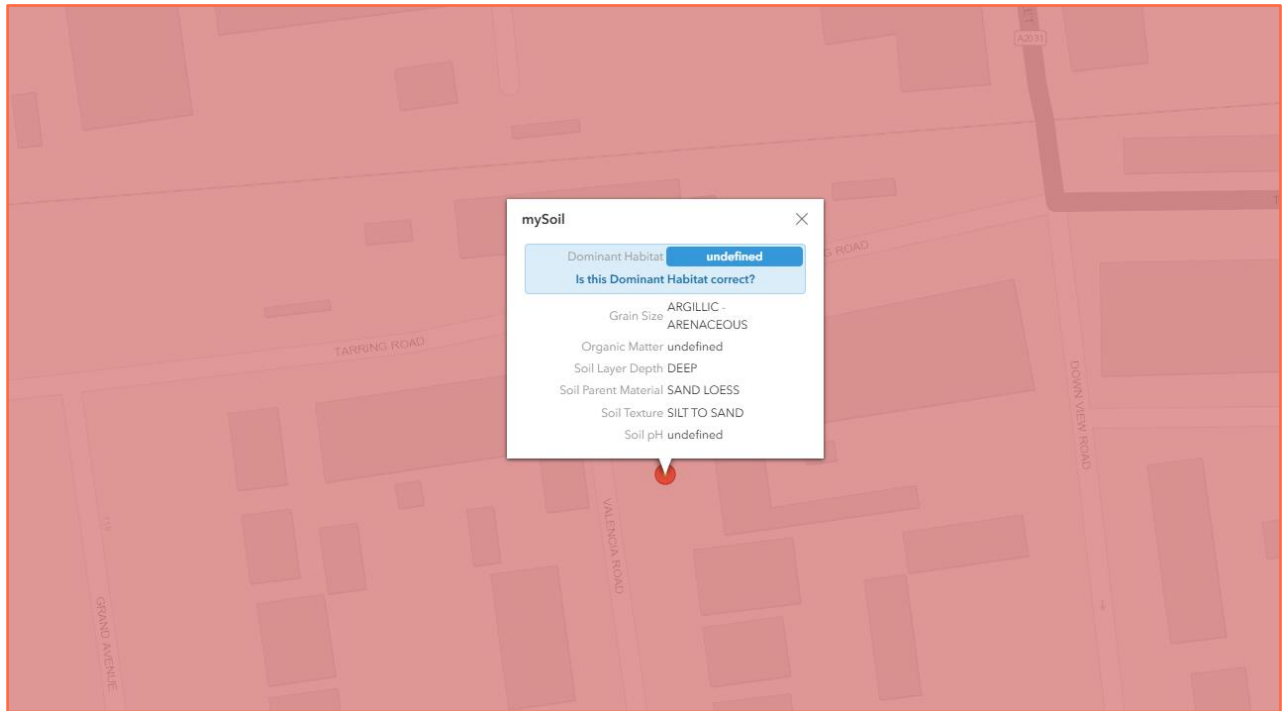 A2031
mySoil
Dominant Habitat undefined
Is this Dominant Habitat correct?
Grain Size ARGILLIC -
ARENACEOUS
Organic Matter undefined
Soil Layer Depth DEEP
Soil Parent Material SAND LOESS
Soil Texture SILT TO SAND
Soil pH undefined
G ROAD
TARRING ROAD
DOWN VIEW ROAD
VALENCIA ROAD
GRAND AVENUE